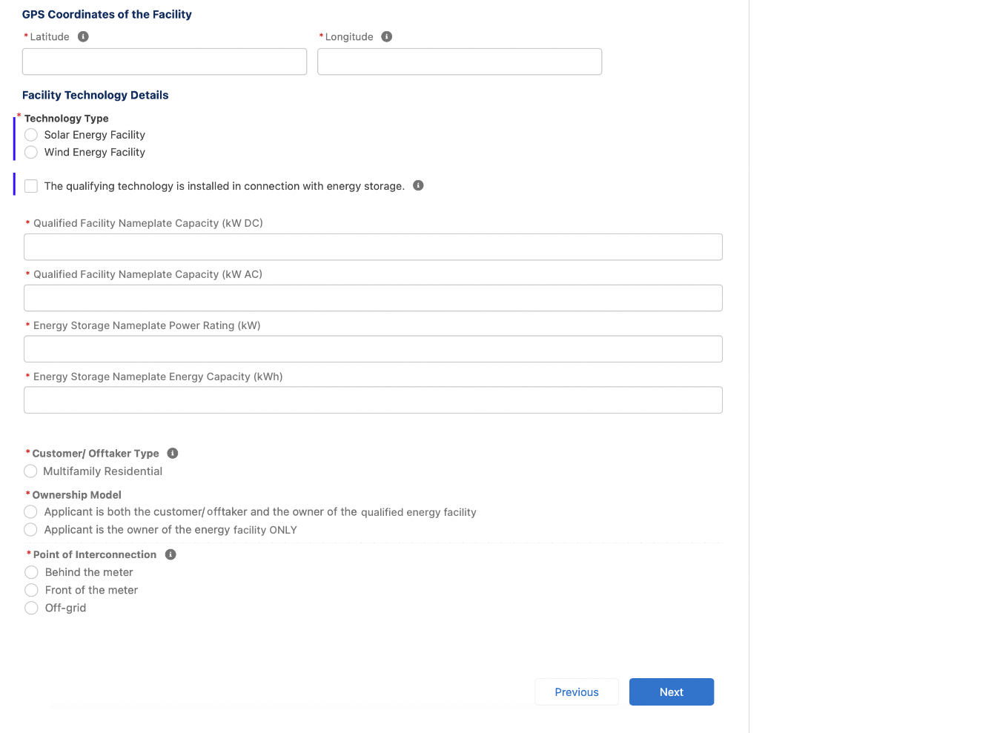 GPS Coordinates of the Facility
* Latitude i * Longitude i
Facility Technology Details
* Technology Type
Solar Energy Facility
Wind Energy Facility
The qualifying technology is installed in connection with energy storage. i
* Qualified Facility Nameplate Capacity (kW DC)
* Qualified Facility Nameplate Capacity (kW AC)
* Energy Storage Nameplate Power Rating (kW)
* Energy Storage Nameplate Energy Capacity (kWh)
* Customer/ Offtaker Type i
Multifamily Residential
* Ownership Model
Applicant is both the customer/ offtaker and the owner of the qualified energy facility
Applicant is the owner of the energy facility ONLY
* Point of Interconnection i
Behind the meter
Front of the meter
Off-grid
Previous Next